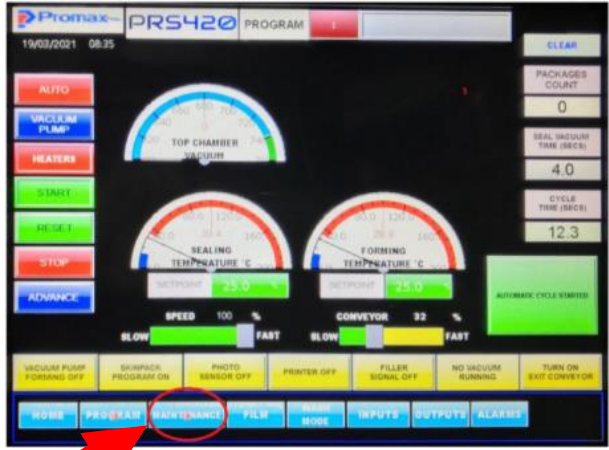 Promax
PRS420
PROGRAM
1
19/03/2021 08:35
CLEAR
PACKAGES
COUNT
0
SEAL VACUUM
TIME (SECS)
4.0
CYCLE
TIME (SECS)
12.3
AUTOMATIC CYCLE STARTED
AUTO
VACUUM
PUMP
HEATERS
START
RESET
STOP
ADVANCE
TOP CHAMBER
VACUUM
SEALING
TEMPERATURE °C
SETPOINT 25.0
FORMING
TEMPERATURE °C
SETPOINT 25.0
SPEED 100 %
SLOW FAST
CONVEYOR 32 %
SLOW FAST
VACUUM PUMP
FORMING OFF
SKINPACK
PROGRAM ON
PHOTO
SENSOR OFF
PRINTER OFF
FILLER
SIGNAL OFF
NO VACUUM
RUNNING
TURN ON
EXIT CONVEYOR
HOME
PROGRAM
MAINTENANCE
FILM
WASH
MODE
INPUTS
OUTPUTS
ALARMS